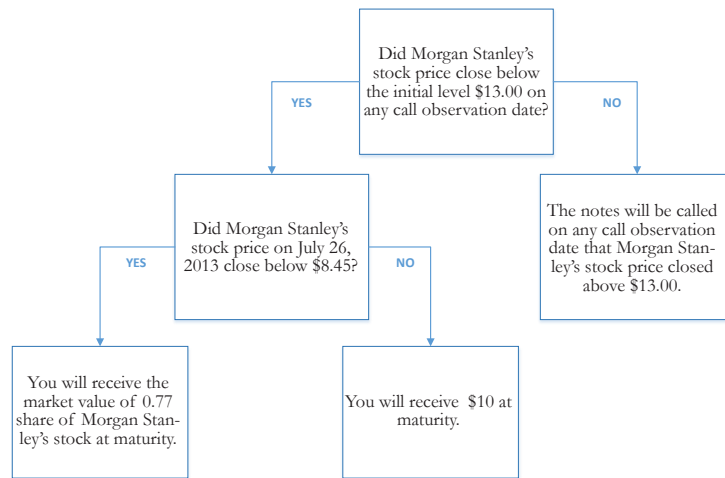 Did Morgan Stanley's
stock price close below
the initial level $13.00 on
any call observation date?
YES
NO
Did Morgan Stanley's
stock price on July 26,
2013 close below $8.45?
The notes will be called
on any call observation
date that Morgan Stan-
ley's stock price closed
above $13.00.
YES
NO
You will receive the
market value of 0.77
share of Morgan Stan-
ley's stock at maturity.
You will receive $10 at
maturity.